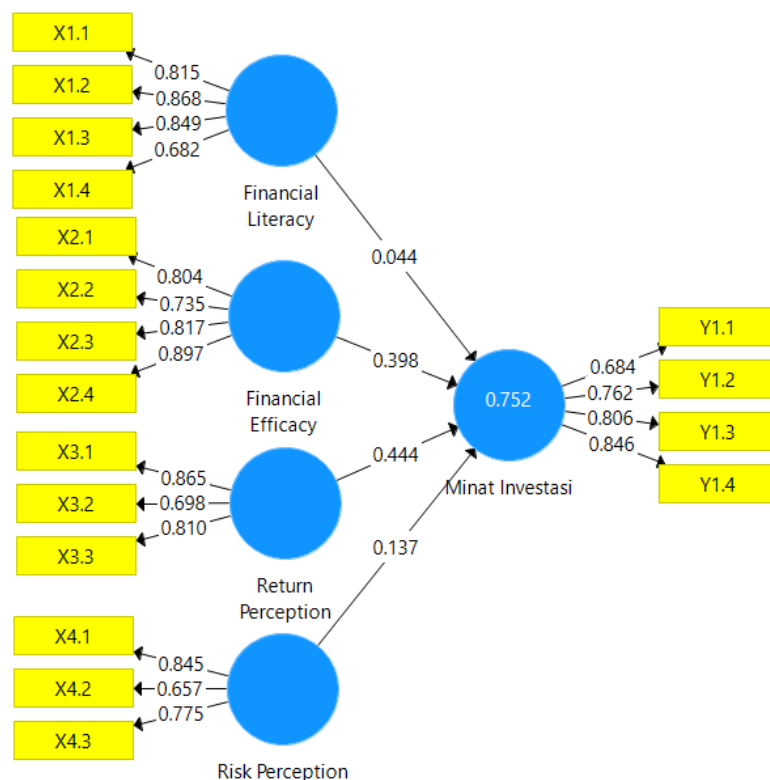 X1.1
0.815
X1.2
0.868
X1.3
0.849
X1.4
0.682
Financial
Literacy
0.044
X2.1
0.804
X2.2
0.735
X2.3
0.817
X2.4
0.897
Financial
Efficacy
0.398
X3.1
0.865
X3.2
0.698
X3.3
0.810
Return
Perception
0.444
X4.1
0.845
X4.2
0.657
X4.3
0.775
Risk Perception
0.137
0.752
Minat Investasi
0.684
Y1.1
0.762
Y1.2
0.806
Y1.3
0.846
Y1.4